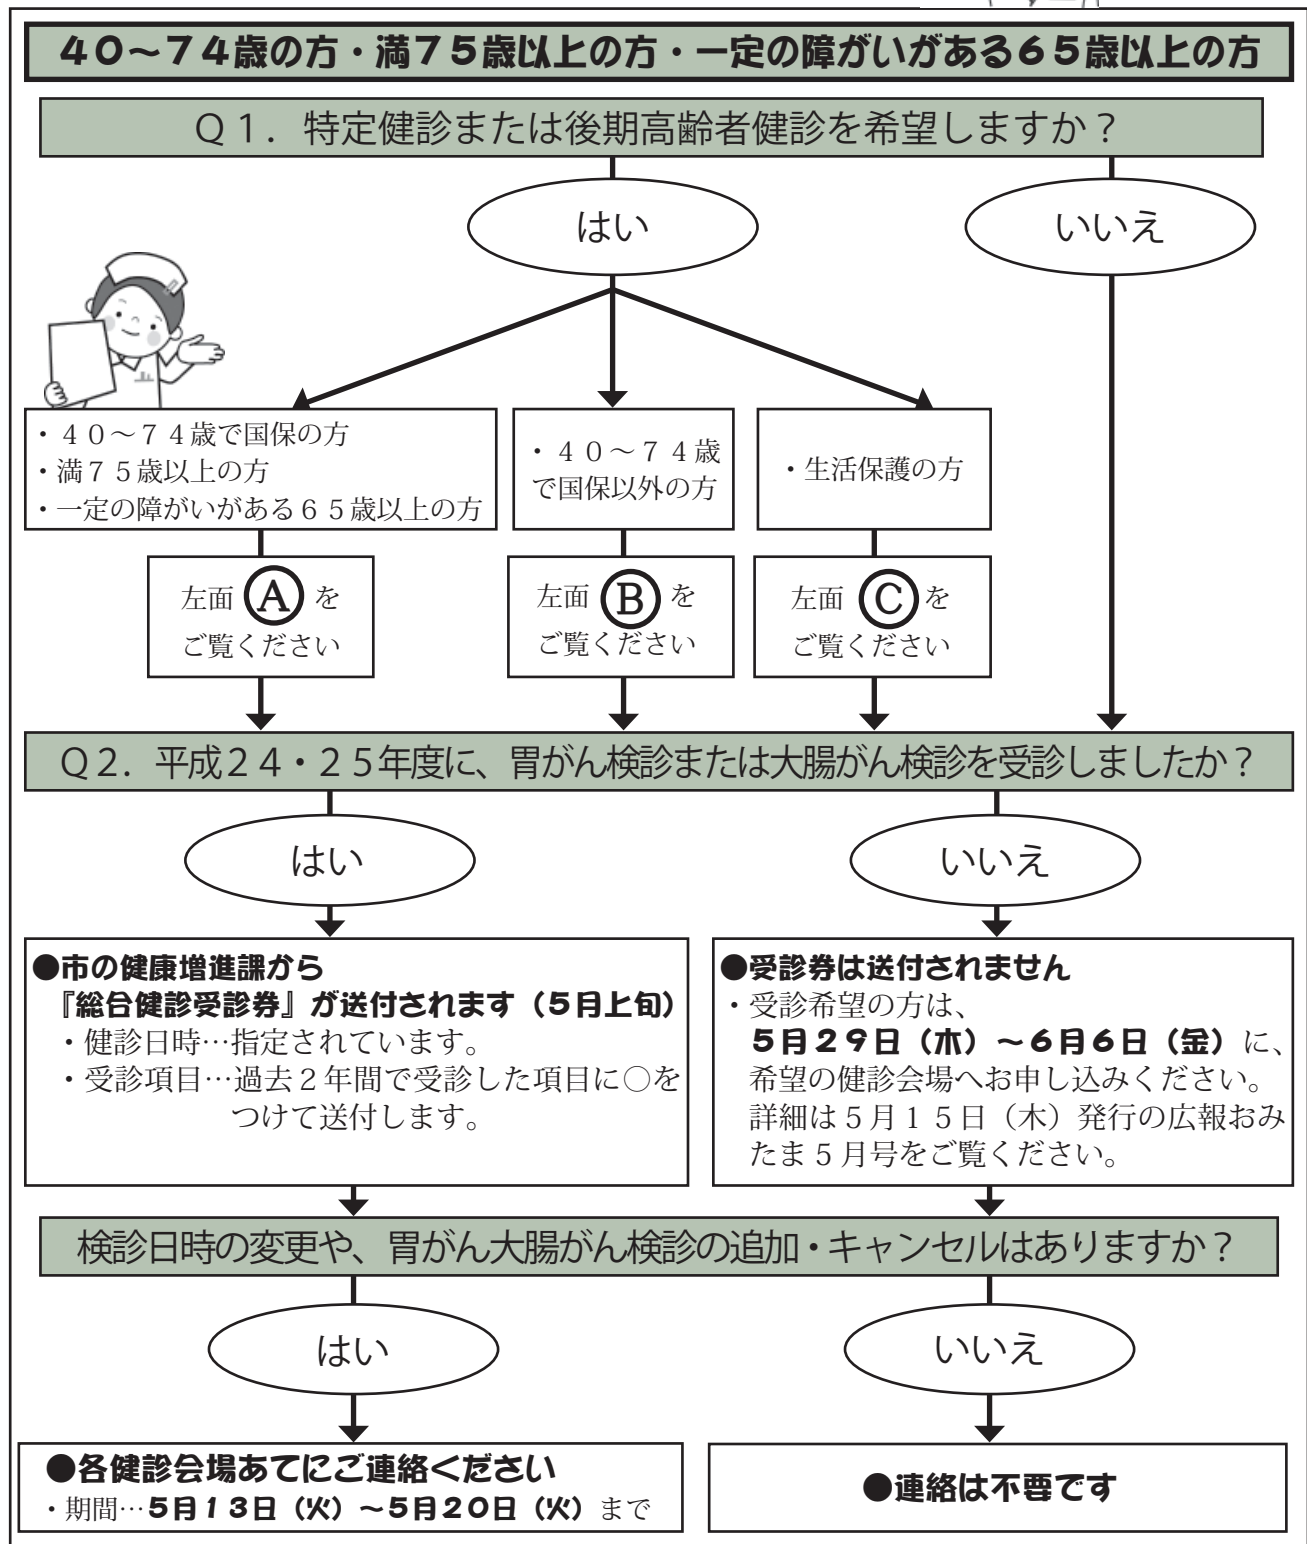 ４０～７４歳の方・満７５歳以上の方・一定の障がいがある６５歳以上の方
Ｑ１．特定健診または後期高齢者健診を希望しますか？
はい
いいえ
・４０～７４歳で国保の方
・満７５歳以上の方
・一定の障がいがある６５歳以上の方
・４０～７４歳
で国保以外の方
・生活保護の方
左面 Ⓐ を
ご覧ください
左面 Ⓑ を
ご覧ください
左面 Ⓒ を
ご覧ください
Ｑ２．平成２４・２５年度に、胃がん検診または大腸がん検診を受診しましたか？
はい
いいえ
●市の健康増進課から
『総合健診受診券』が送付されます（５月上旬）
・健診日時…指定されています。
・受診項目…過去２年間で受診した項目に○を
つけて送付します。
●受診券は送付されません
・受診希望の方は、
５月２９日（木）～６月６日（金）に、
希望の健診会場へお申し込みください。
詳細は５月１５日（木）発行の広報おみ
たま５月号をご覧ください。
検診日時の変更や、胃がん大腸がん検診の追加・キャンセルはありますか？
はい
いいえ
●各健診会場あてにご連絡ください
・期間…５月１３日（火）～５月２０日（火）まで
●連絡は不要です